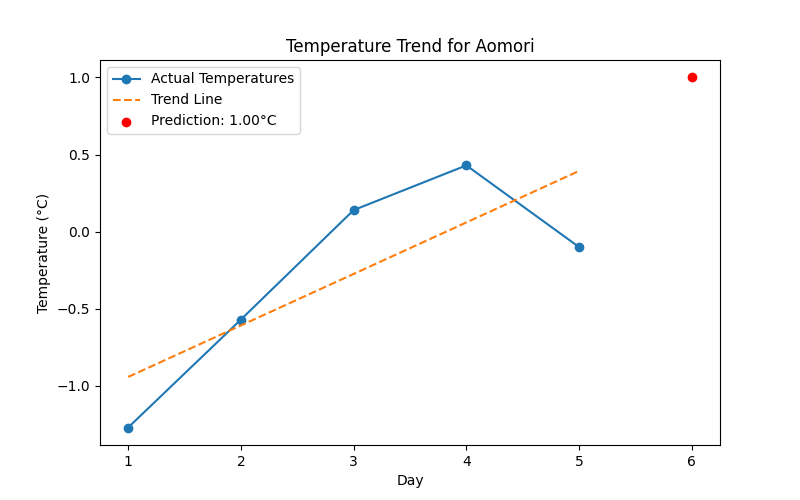 Temperature Trend for Aomori
Actual Temperatures
Trend Line
Prediction: 1.00°C
Temperature (°C)
1.0
0.5
0.0
−0.5
−1.0
1 2 3 4 5 6
Day